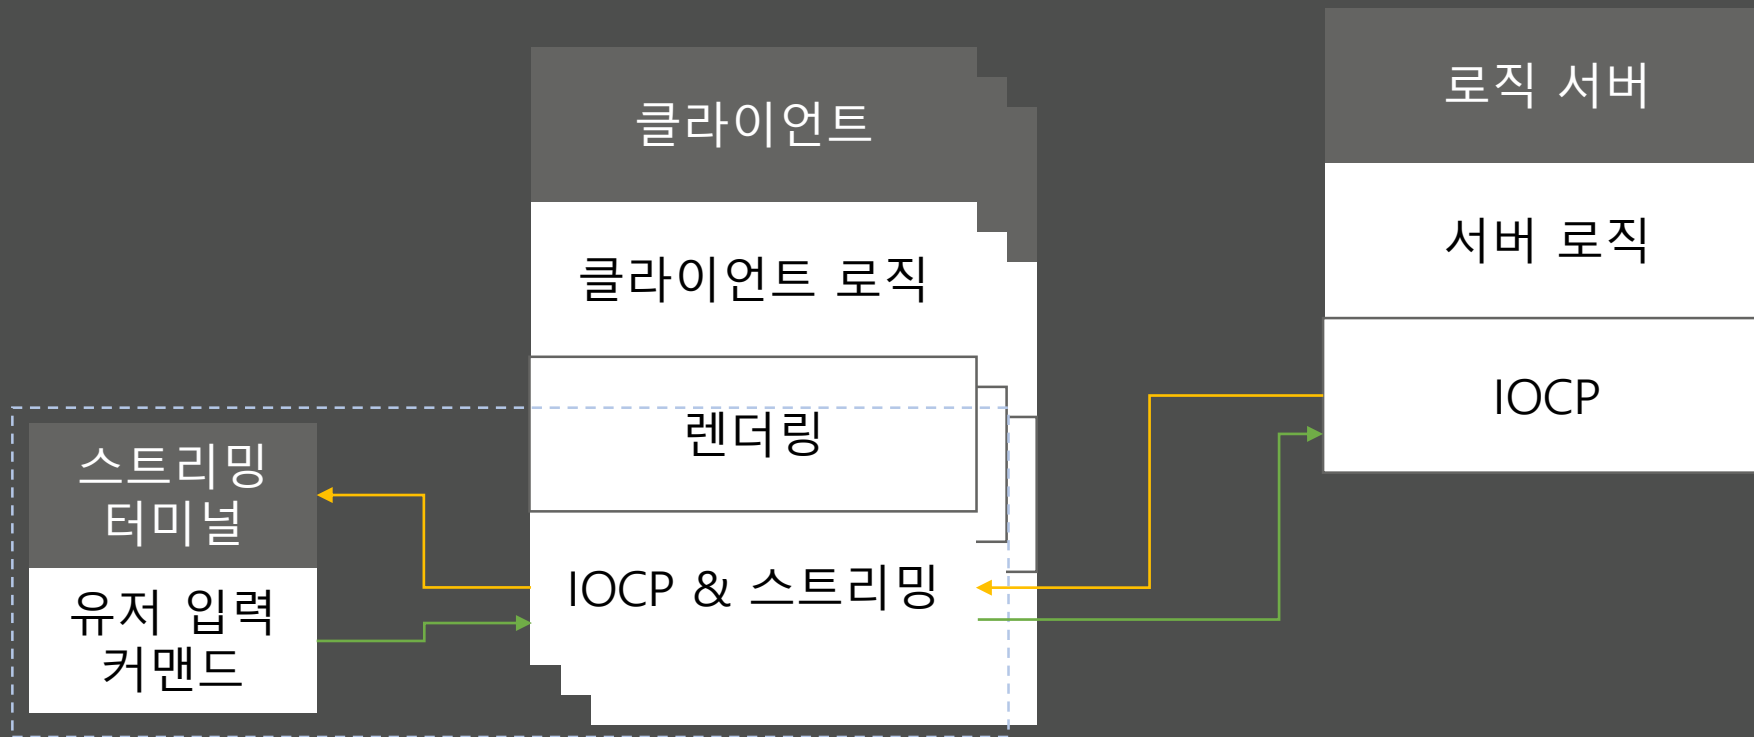 클라이언트
클라이언트 로직
렌더링
IOCP & 스트리밍
스트리밍
터미널
유저 입력
커맨드
로직 서버
서버 로직
IOCP